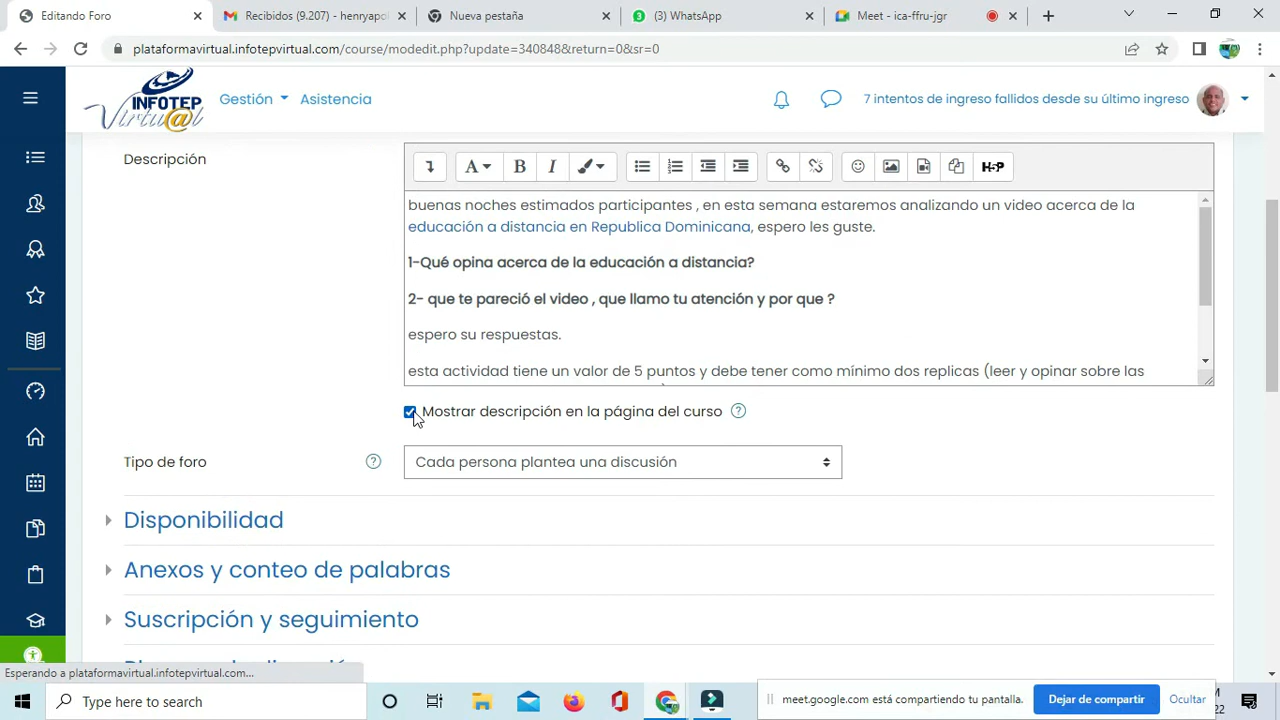 Editando Foro
Recibidos (9.207) - henryapol
Nueva pestaña
(3) WhatsApp
Meet - ica-ffru-jgr
plataformavirtual.infotepvirtual.com/course/modedit.php?update=340848&return=0&sr=0
INFOTEP
Virtu@l
Gestión
Asistencia
7 intentos de ingreso fallidos desde su último ingreso
Descripción
A
B
I
H5P
buenas noches estimados participantes , en esta semana estaremos analizando un video acerca de la
educación a distancia en Republica Dominicana, espero les guste.
1-Qué opina acerca de la educación a distancia?
2- que te pareció el video , que llamo tu atención y por que ?
espero su respuestas.
esta actividad tiene un valor de 5 puntos y debe tener como mínimo dos replicas (leer y opinar sobre las
Mostrar descripción en la página del curso
Tipo de foro
Cada persona plantea una discusión
Disponibilidad
Anexos y conteo de palabras
Suscripción y seguimiento
Esperando a plataformavirtual.infotepvirtual.com...
Type here to search
meet.google.com está compartiendo tu pantalla.
Dejar de compartir
Ocultar